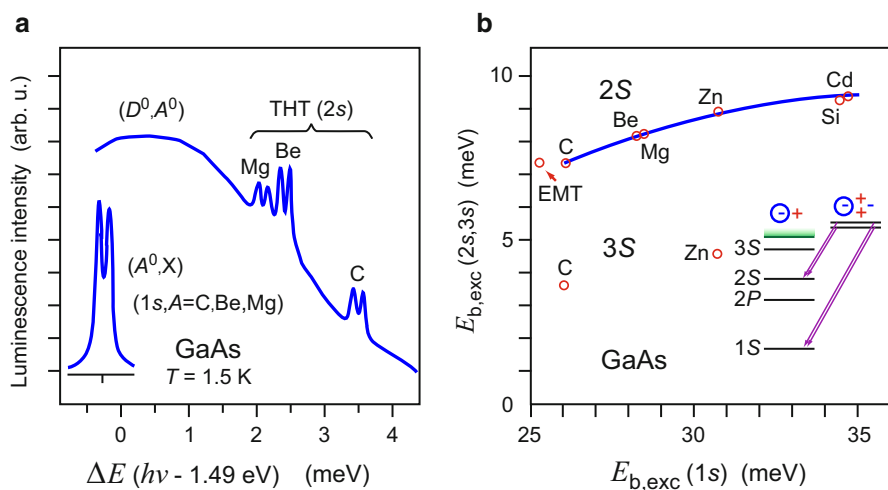 a
Luminescence intensity (arb. u.)
(D⁰,A⁰)
THT (2s)
Mg
Be
C
(A⁰,X)
(1s,A=C,Be,Mg)
GaAs
T = 1.5 K
0 1 2 3 4
ΔE (hν - 1.49 eV) (meV)
b
E_b,exc (2s,3s) (meV)
10
5
0
2S
Cd
Zn
Si
Be
Mg
C
EMT
3S
Zn
C
GaAs
- + - + + -
3S
2S
2P
1S
25 30 35
E_b,exc (1s) (meV)